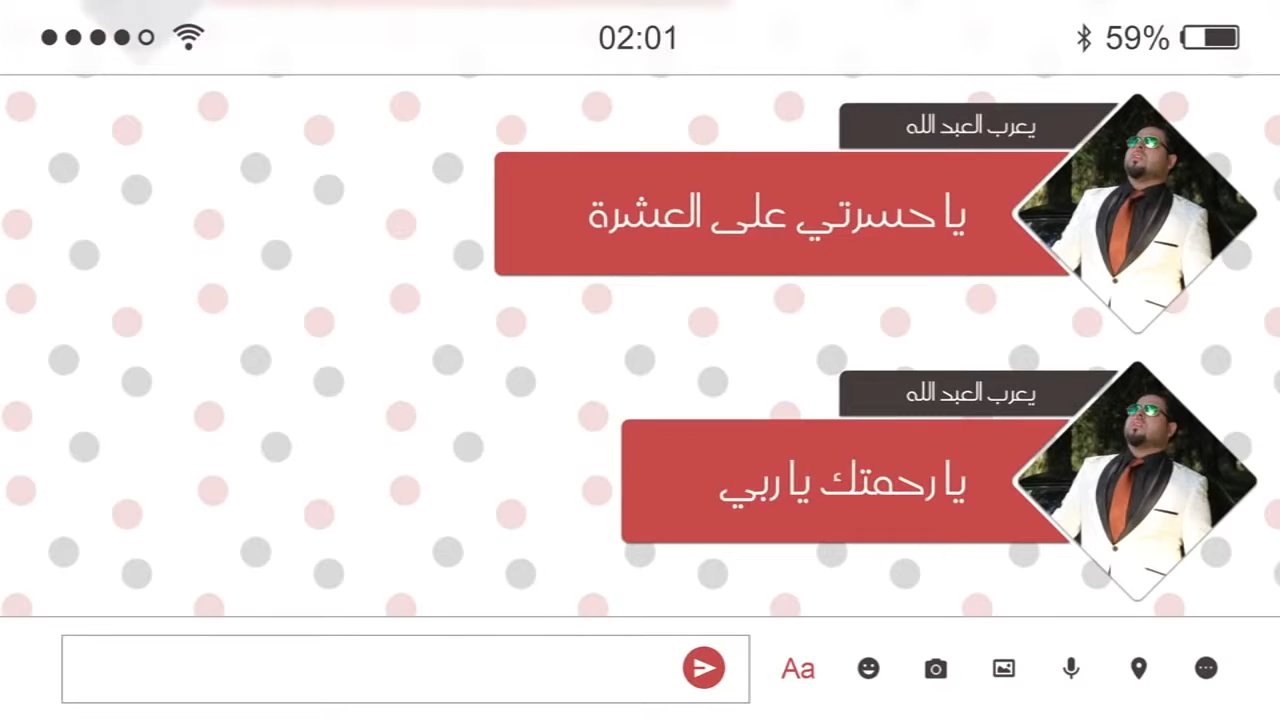 02:01
59%
يعرب العبد الله
يا حسرتي على العشرة
يعرب العبد الله
يا رحمتك يا ربي
Aa